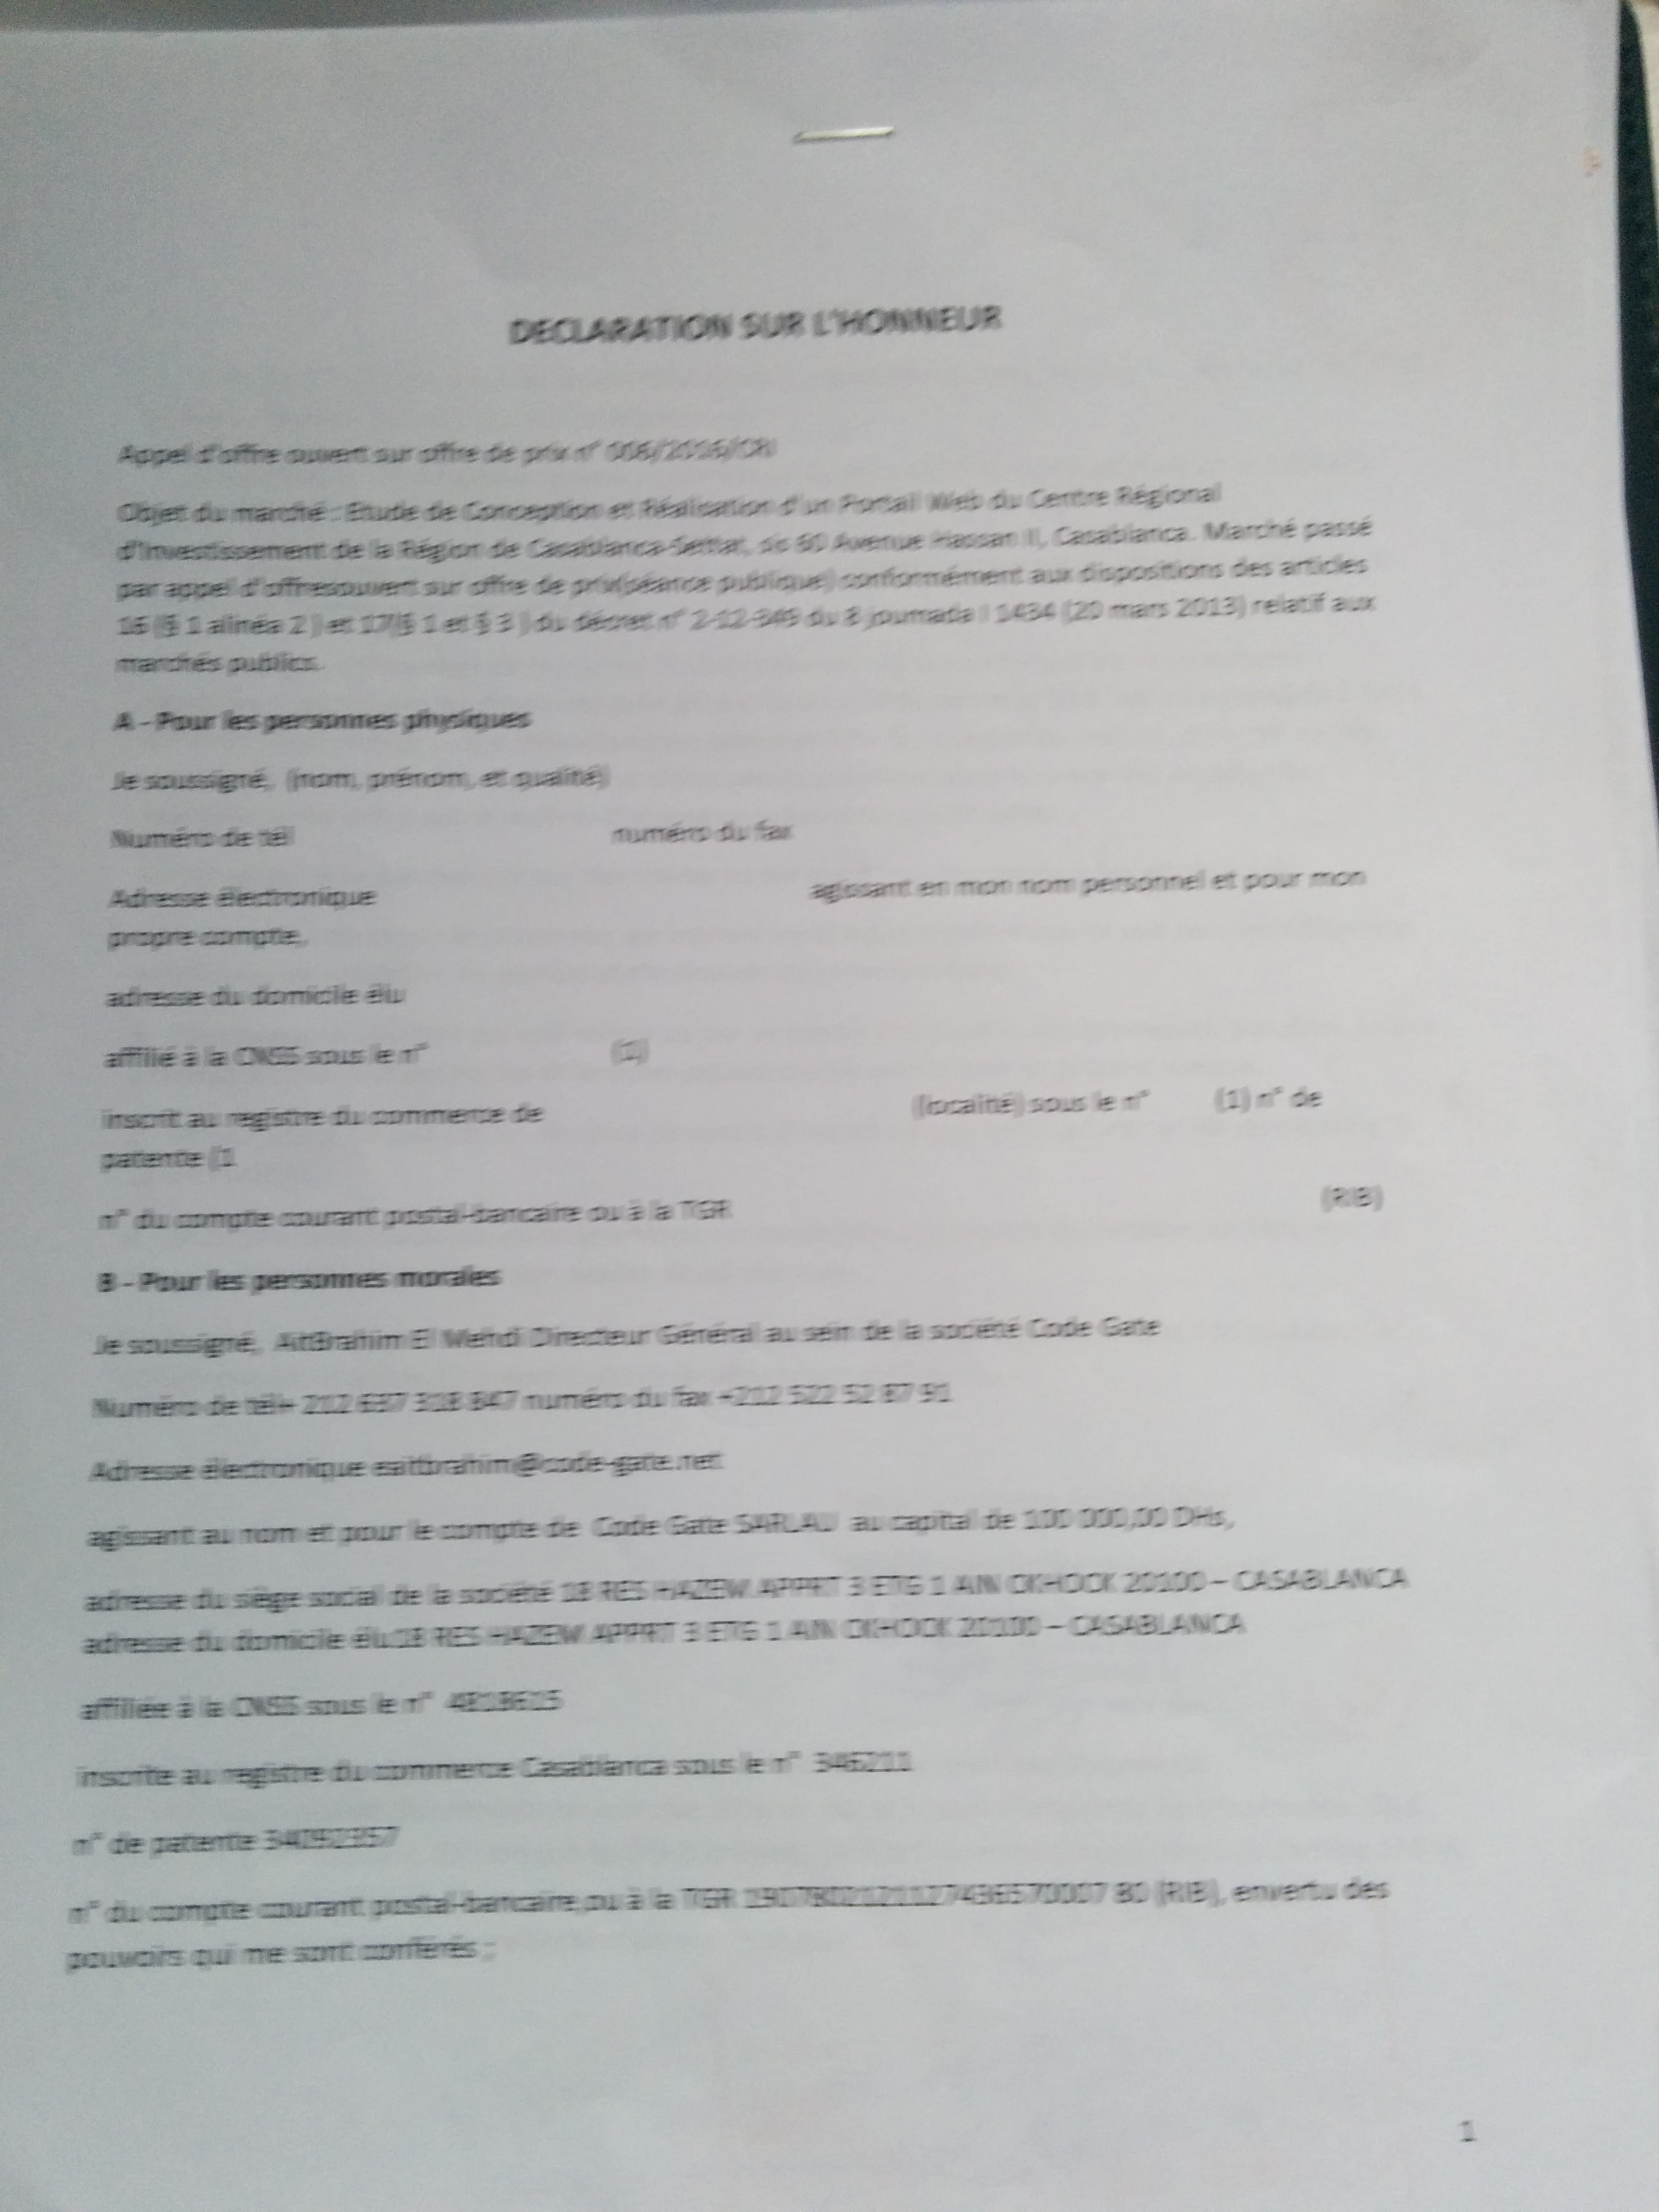 DECLARATION SUR L'HONNEUR
Appel d'offre ouvert sur offre de prix n° 008/2016/CRI
Objet du marché : Etude de Conception et Réalisation d'un Portail Web du Centre Régional
d'Investissement de la Région de Casablanca-Settat, sis 60 Avenue Hassan II, Casablanca. Marché passé
par appel d'offresouvert sur offre de prix(séance publique) conformément aux dispositions des articles
16 (§ 1 alinéa 2 ) et 17(§ 1 et § 3 ) du décret n° 2-12-349 du 8 joumada I 1434 (20 mars 2013) relatif aux
marchés publics.
A - Pour les personnes physiques
Je soussigné, (nom, prénom, et qualité)
Numéro de tél numéro du fax
Adresse électronique agissant en mon nom personnel et pour mon
propre compte,
adresse du domicile élu
affilié à la CNSS sous le n° (1)
inscrit au registre du commerce de (localité) sous le n° (1) n° de
patente (1
n° du compte courant postal-bancaire ou à la TGR (RIB)
B - Pour les personnes morales
Je soussigné, AitBrahim El Mehdi Directeur Général au sein de la société Code Gate
Numéro de tél+ 212 637 318 847 numéro du fax +212 522 52 87 91
Adresse électronique eaitbrahim@code-gate.net
agissant au nom et pour le compte de Code Gate SARLAU au capital de 100 000,00 DHs,
adresse du siège social de la société 18 RES HAZEW APPRT 3 ETG 1 AIN CKHOCK 20100 – CASABLANCA
adresse du domicile élu18 RES HAZEW APPRT 3 ETG 1 AIN CKHOCK 20100 – CASABLANCA
affiliée à la CNSS sous le n° 4818615
inscrite au registre du commerce Casablanca sous le n° 346211
n° de patente
n° du compte courant postal-bancaire,ou à la TGR 80 (RIB), envertu des
pouvoirs qui me sont conférés ;
1